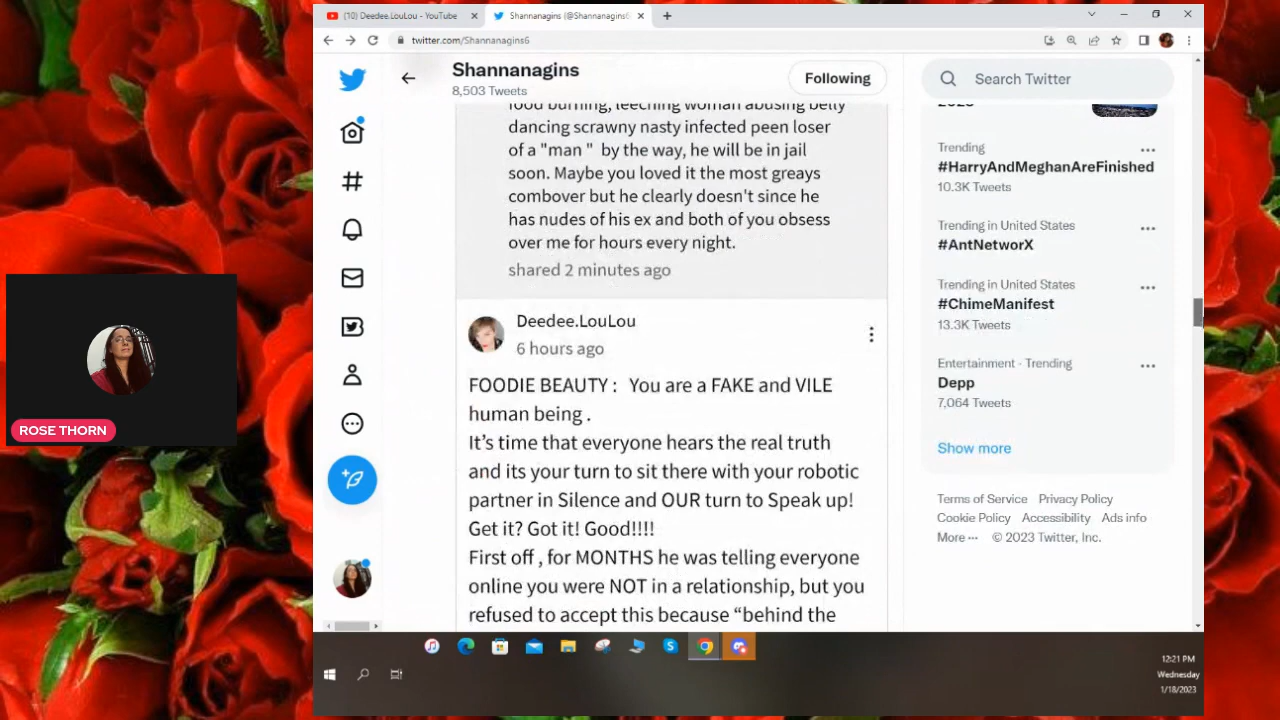 (10) Deedee.LouLou - YouTube
Shannanagins (@Shannanagins6
twitter.com/Shannanagins6
Shannanagins
8,503 Tweets
Following
Search Twitter
food burning, leeching woman abusing belly
dancing scrawny nasty infected peen loser
of a "man " by the way, he will be in jail
soon. Maybe you loved it the most greays
combover but he clearly doesn't since he
has nudes of his ex and both of you obsess
over me for hours every night.
shared 2 minutes ago
Deedee.LouLou
6 hours ago
FOODIE BEAUTY : You are a FAKE and VILE
human being .
It’s time that everyone hears the real truth
and its your turn to sit there with your robotic
partner in Silence and OUR turn to Speak up!
Get it? Got it! Good!!!!
First off , for MONTHS he was telling everyone
online you were NOT in a relationship, but you
refused to accept this because “behind the
2023
Trending
#HarryAndMeghanAreFinished
10.3K Tweets
Trending in United States
#AntNetworX
Trending in United States
#ChimeManifest
13.3K Tweets
Entertainment · Trending
Depp
7,064 Tweets
Show more
Terms of Service Privacy Policy
Cookie Policy Accessibility Ads info
More ··· © 2023 Twitter, Inc.
ROSE THORN
12:21 PM
Wednesday
1/18/2023